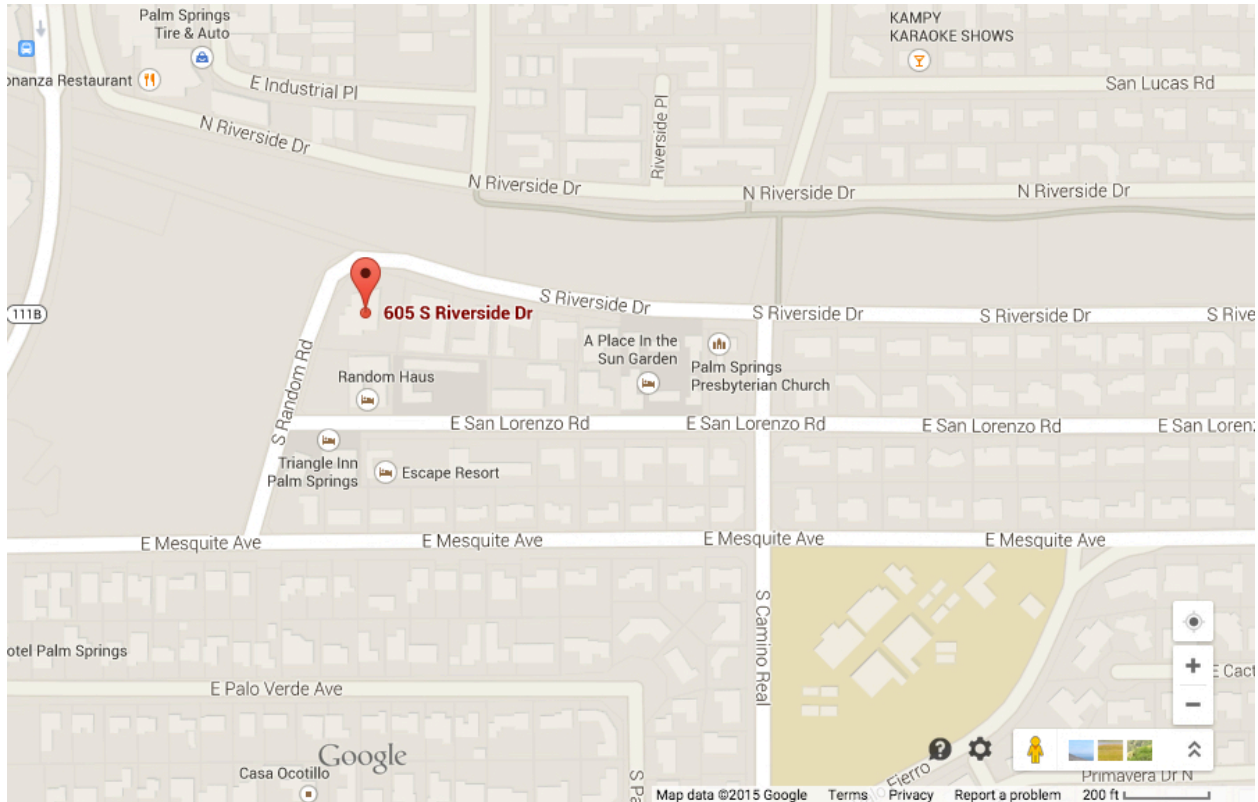 Palm Springs
Tire & Auto
KAMPY
KARAOKE SHOWS
onanza Restaurant
E Industrial Pl
San Lucas Rd
N Riverside Dr
Riverside Pl
N Riverside Dr
N Riverside Dr
N Riverside Dr
111B
605 S Riverside Dr
S Riverside Dr
S Riverside Dr
S Riverside Dr
S Rive
A Place In the
Sun Garden
Palm Springs
Presbyterian Church
Random Haus
S Random Rd
E San Lorenzo Rd
E San Lorenzo Rd
E San Lorenzo Rd
E San Loren
Triangle Inn
Palm Springs
Escape Resort
E Mesquite Ave
E Mesquite Ave
E Mesquite Ave
E Mesquite Ave
S Camino Real
otel Palm Springs
E Cact
E Palo Verde Ave
Google
Casa Ocotillo
S Pa
lo Fierro
Primavera Dr N
Map data ©2015 Google Terms Privacy Report a problem 200 ft